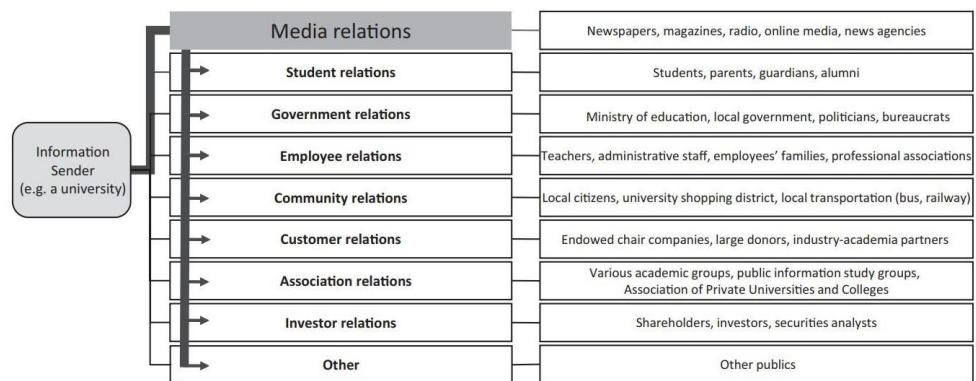 Media relations
Newspapers, magazines, radio, online media, news agencies
Student relations
Students, parents, guardians, alumni
Government relations
Ministry of education, local government, politicians, bureaucrats
Information
Sender
(e.g. a university)
Employee relations
Teachers, administrative staff, employees’ families, professional associations
Community relations
Local citizens, university shopping district, local transportation (bus, railway)
Customer relations
Endowed chair companies, large donors, industry-academia partners
Association relations
Various academic groups, public information study groups,
Association of Private Universities and Colleges
Investor relations
Shareholders, investors, securities analysts
Other
Other publics